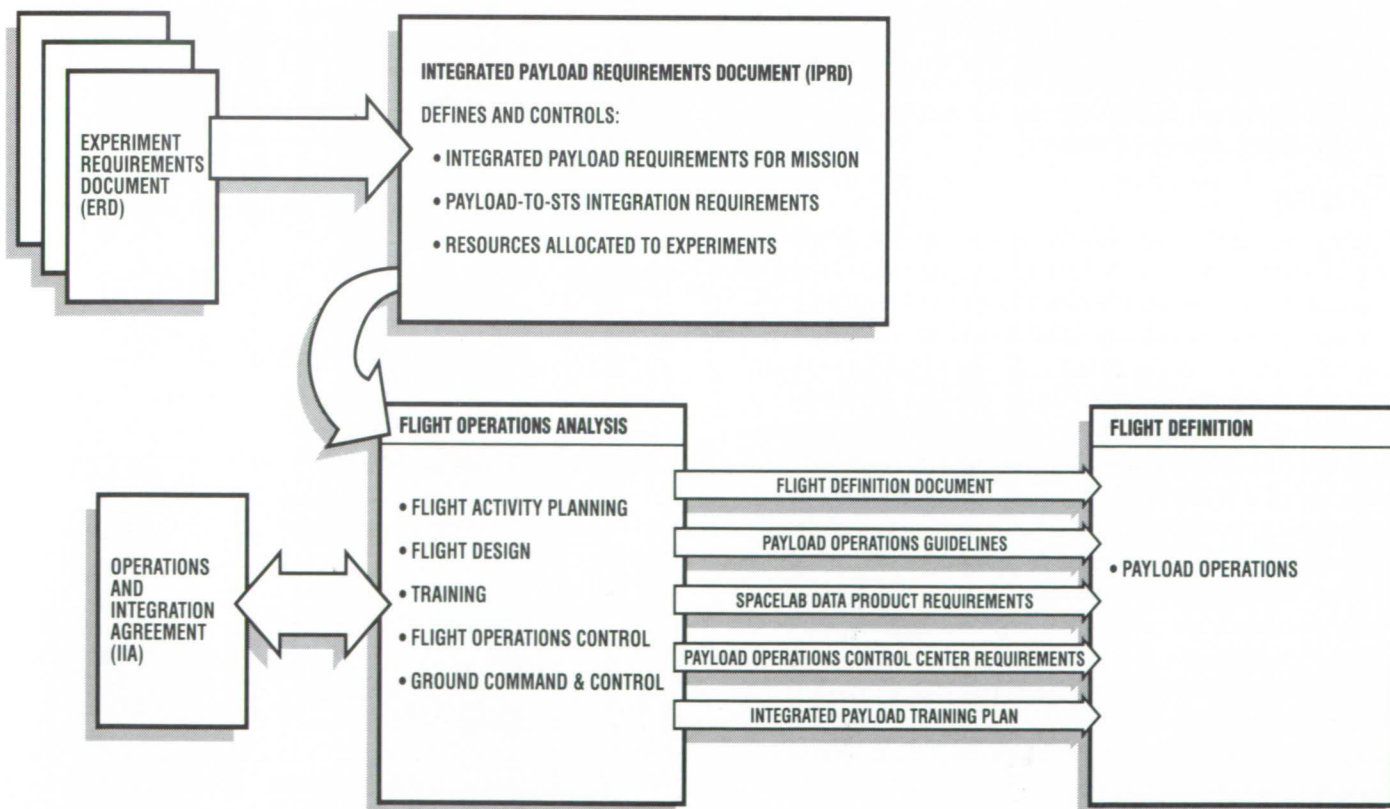 EXPERIMENT
REQUIREMENTS
DOCUMENT
(ERD)
INTEGRATED PAYLOAD REQUIREMENTS DOCUMENT (IPRD)
DEFINES AND CONTROLS:
• INTEGRATED PAYLOAD REQUIREMENTS FOR MISSION
• PAYLOAD-TO-STS INTEGRATION REQUIREMENTS
• RESOURCES ALLOCATED TO EXPERIMENTS
OPERATIONS
AND
INTEGRATION
AGREEMENT
(IIA)
FLIGHT OPERATIONS ANALYSIS
• FLIGHT ACTIVITY PLANNING
• FLIGHT DESIGN
• TRAINING
• FLIGHT OPERATIONS CONTROL
• GROUND COMMAND & CONTROL
FLIGHT DEFINITION DOCUMENT
PAYLOAD OPERATIONS GUIDELINES
SPACELAB DATA PRODUCT REQUIREMENTS
PAYLOAD OPERATIONS CONTROL CENTER REQUIREMENTS
INTEGRATED PAYLOAD TRAINING PLAN
FLIGHT DEFINITION
• PAYLOAD OPERATIONS